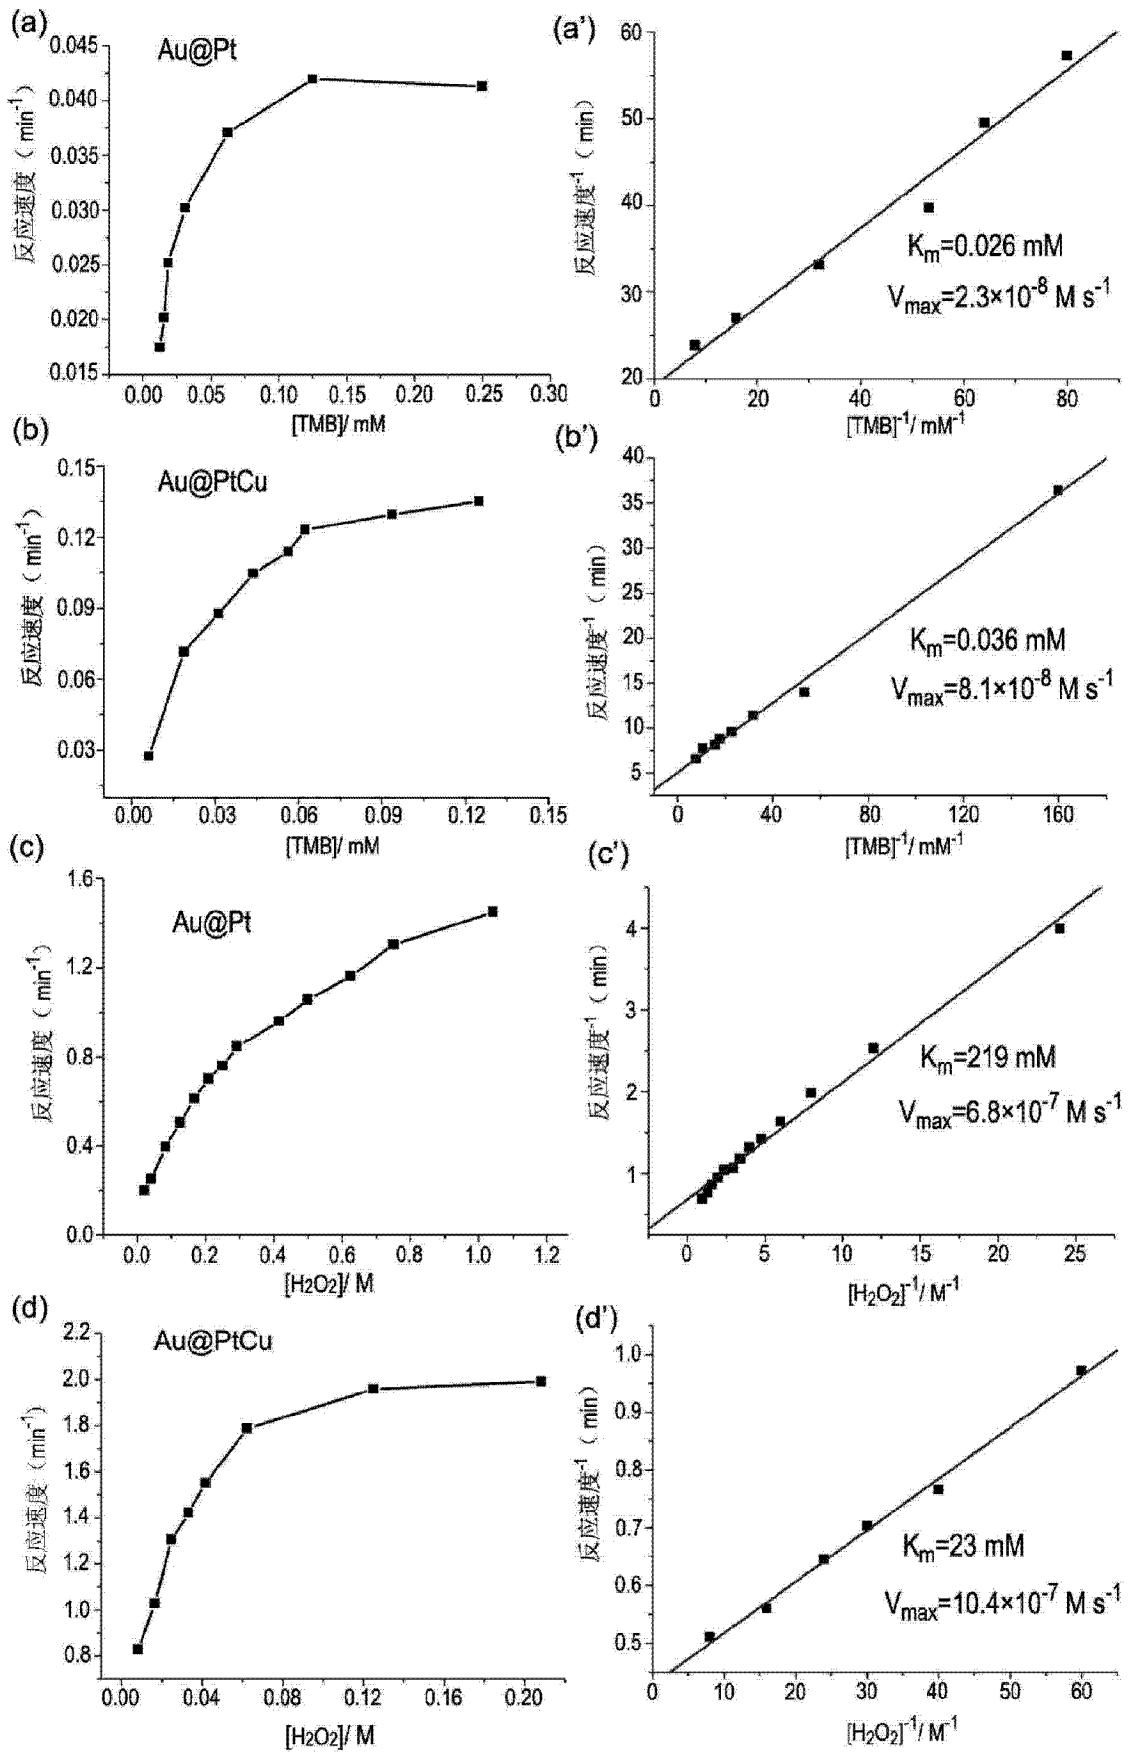 (a)
Au@Pt
0.045
0.040
0.035
0.030
0.025
0.020
0.015
反应速度（min⁻¹）
0.00 0.05 0.10 0.15 0.20 0.25 0.30
[TMB]/ mM
(a')
60
50
40
30
20
反应速度⁻¹（min）
Kₘ=0.026 mM
Vₘₐₓ=2.3×10⁻⁸ M s⁻¹
0 20 40 60 80
[TMB]⁻¹/ mM⁻¹
(b)
Au@PtCu
0.15
0.12
0.09
0.06
0.03
反应速度（min⁻¹）
0.00 0.03 0.06 0.09 0.12 0.15
[TMB]/ mM
(b')
40
35
30
25
20
15
10
5
反应速度⁻¹（min）
Kₘ=0.036 mM
Vₘₐₓ=8.1×10⁻⁸ M s⁻¹
0 40 80 120 160
[TMB]⁻¹/ mM⁻¹
(c)
Au@Pt
1.6
1.2
0.8
0.4
0.0
反应速度（min⁻¹）
0.0 0.2 0.4 0.6 0.8 1.0 1.2
[H₂O₂]/ M
(c')
4
3
2
1
反应速度⁻¹（min）
Kₘ=219 mM
Vₘₐₓ=6.8×10⁻⁷ M s⁻¹
0 5 10 15 20 25
[H₂O₂]⁻¹/ M⁻¹
(d)
Au@PtCu
2.2
2.0
1.8
1.6
1.4
1.2
1.0
0.8
反应速度（min⁻¹）
0.00 0.04 0.08 0.12 0.16 0.20
[H₂O₂]/ M
(d')
1.0
0.9
0.8
0.7
0.6
0.5
反应速度⁻¹（min）
Kₘ=23 mM
Vₘₐₓ=10.4×10⁻⁷ M s⁻¹
0 10 20 30 40 50 60
[H₂O₂]⁻¹/ M⁻¹